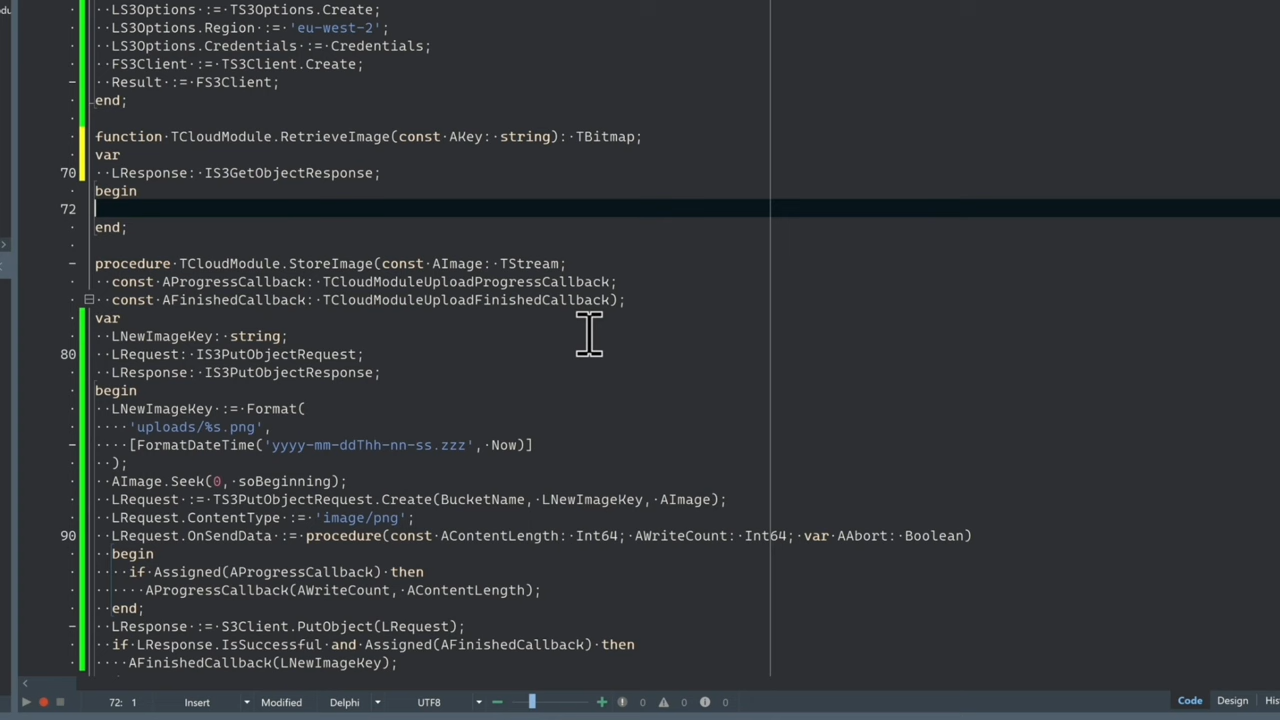 LS3Options := TS3Options.Create;
LS3Options.Region := 'eu-west-2';
LS3Options.Credentials := Credentials;
FS3Client := TS3Client.Create;
Result := FS3Client;
end;
function TCloudModule.RetrieveImage(const AKey: string): TBitmap;
var
70 LResponse: IS3GetObjectResponse;
begin
72
end;
procedure TCloudModule.StoreImage(const AImage: TStream;
const AProgressCallback: TCloudModuleUploadProgressCallback;
const AFinishedCallback: TCloudModuleUploadFinishedCallback);
var
LNewImageKey: string;
80 LRequest: IS3PutObjectRequest;
LResponse: IS3PutObjectResponse;
begin
LNewImageKey := Format(
'uploads/%s.png',
[FormatDateTime('yyyy-mm-ddThh-nn-ss.zzz', Now)]
);
AImage.Seek(0, soBeginning);
LRequest := TS3PutObjectRequest.Create(BucketName, LNewImageKey, AImage);
LRequest.ContentType := 'image/png';
90 LRequest.OnSendData := procedure(const AContentLength: Int64; AWriteCount: Int64; var AAbort: Boolean)
begin
if Assigned(AProgressCallback) then
AProgressCallback(AWriteCount, AContentLength);
end;
LResponse := S3Client.PutObject(LRequest);
if LResponse.IsSuccessful and Assigned(AFinishedCallback) then
AFinishedCallback(LNewImageKey);
72: 1 Insert Modified Delphi UTF8 0 0 0 Code Design His